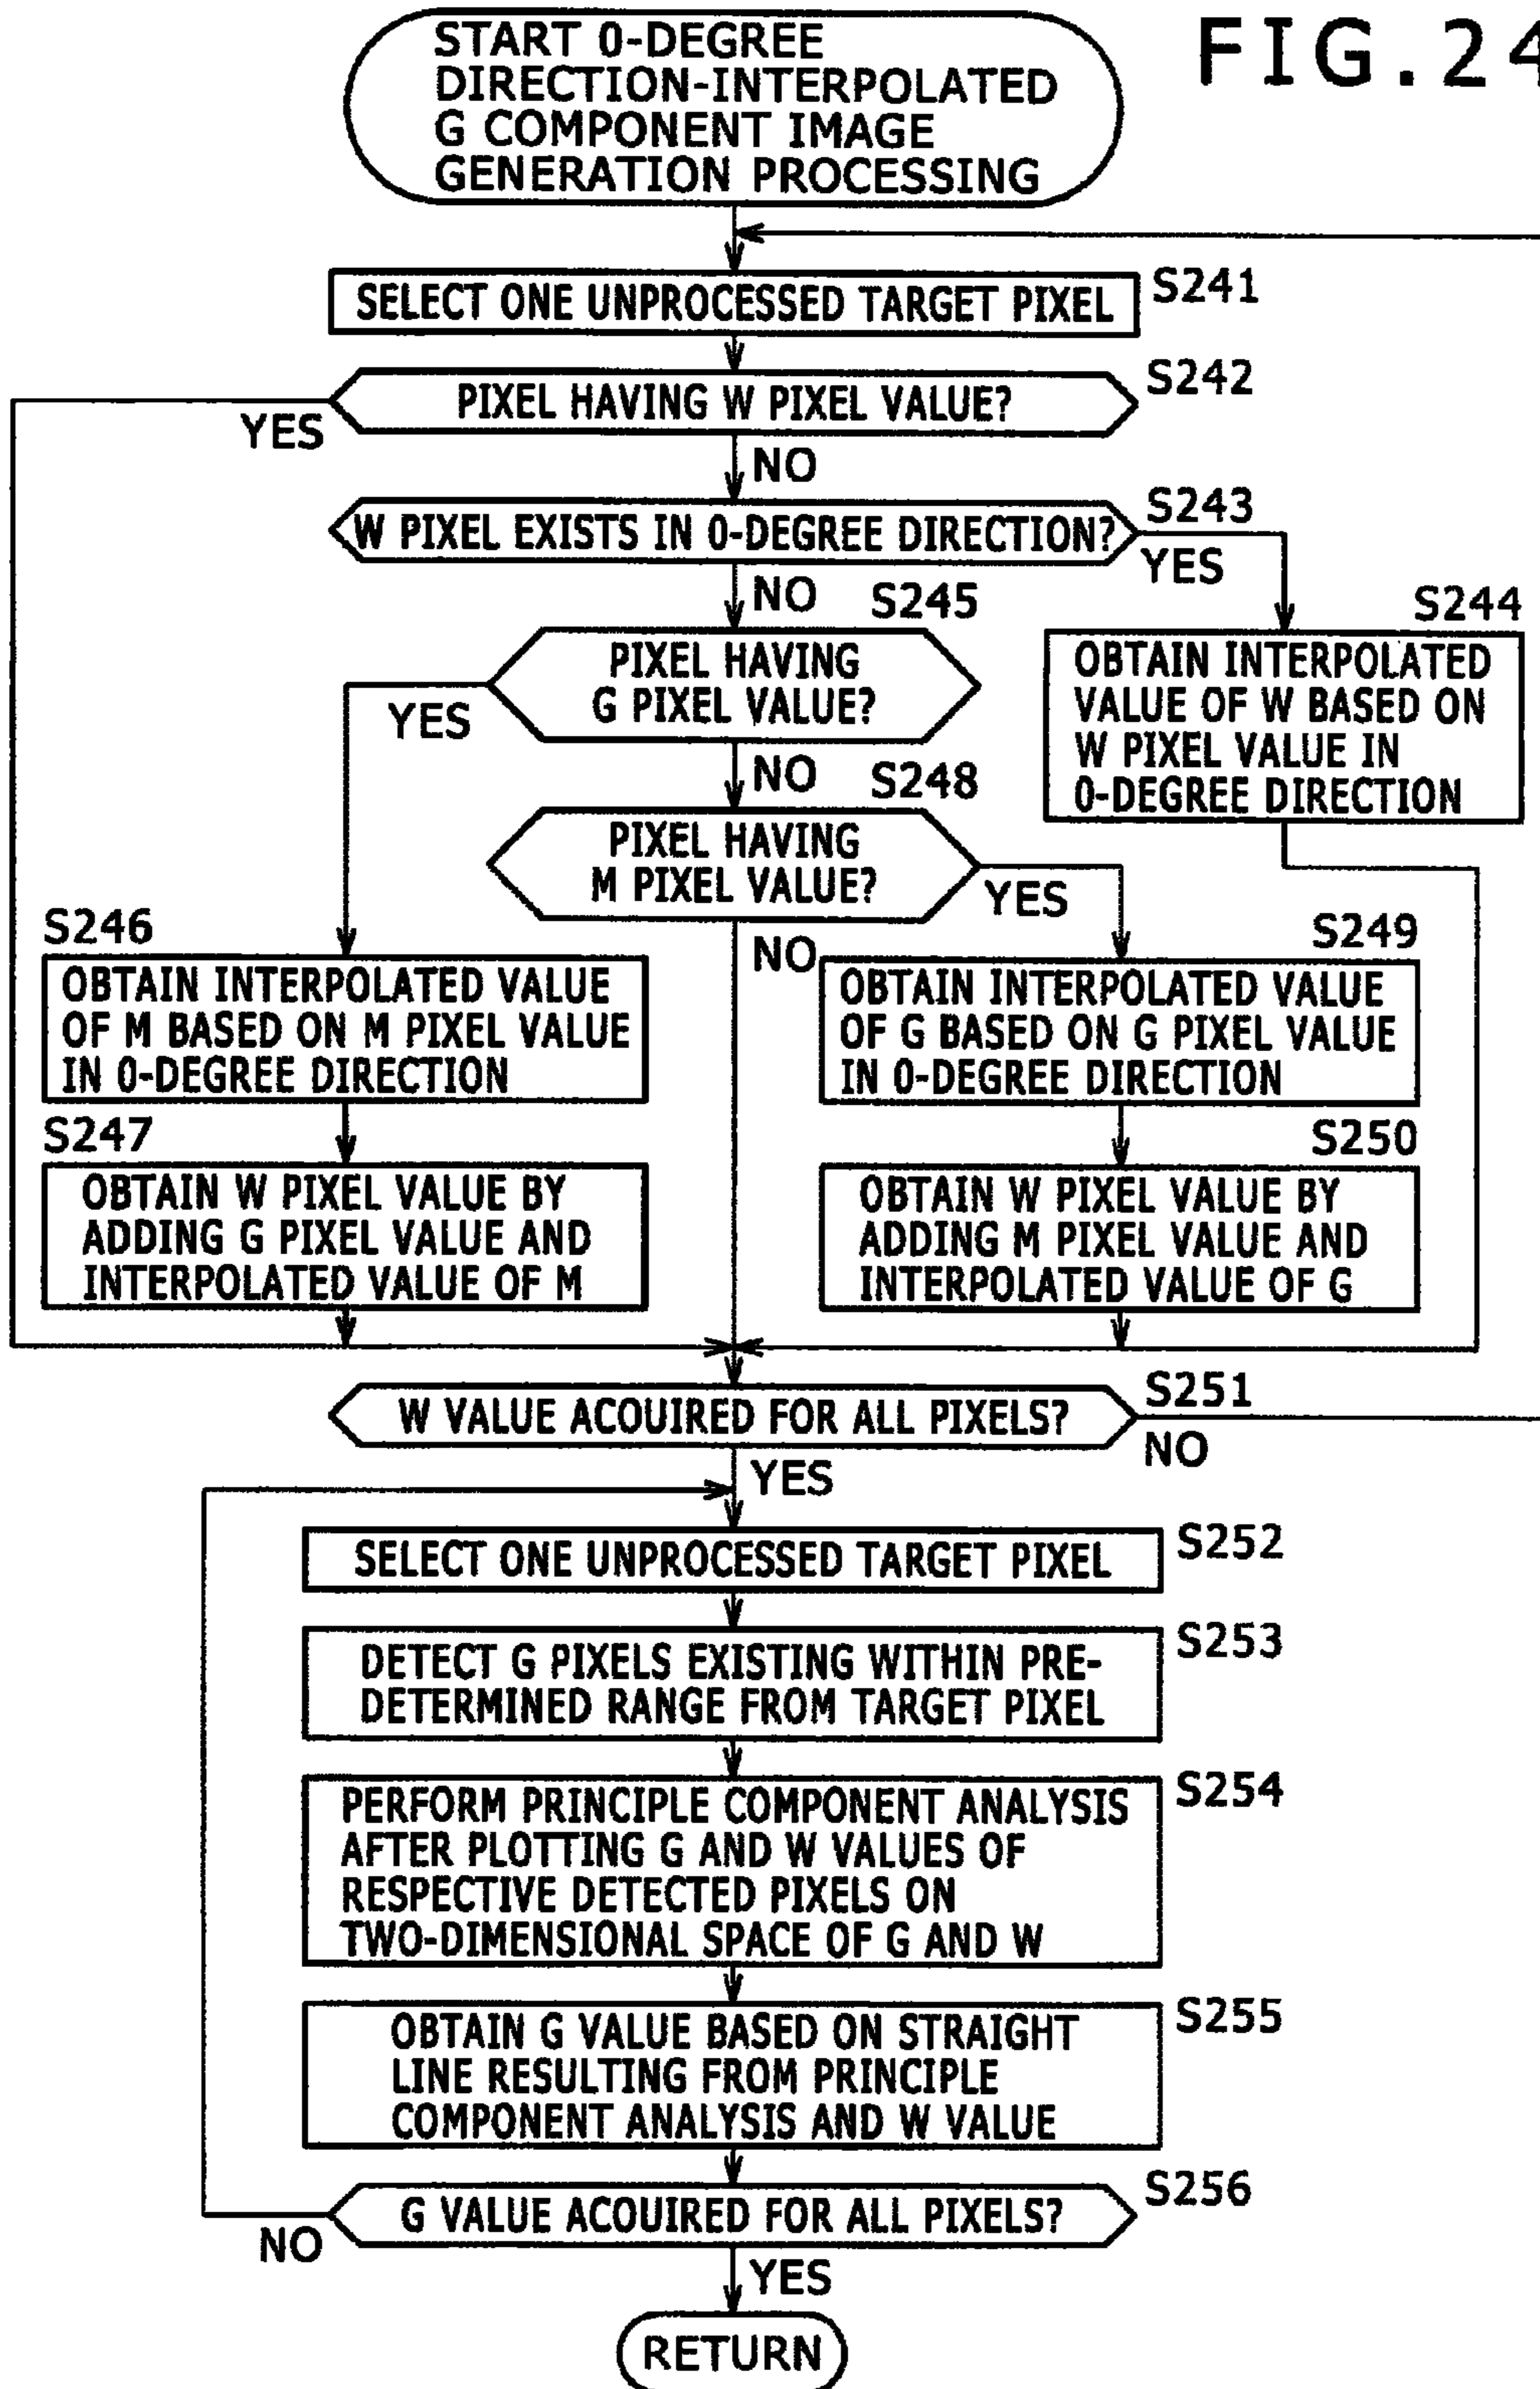 FIG.24
START 0-DEGREE
DIRECTION-INTERPOLATED
G COMPONENT IMAGE
GENERATION PROCESSING
SELECT ONE UNPROCESSED TARGET PIXEL
S241
PIXEL HAVING W PIXEL VALUE?
S242
YES
NO
W PIXEL EXISTS IN 0-DEGREE DIRECTION?
S243
YES
NO
S245
S244
PIXEL HAVING
G PIXEL VALUE?
YES
OBTAIN INTERPOLATED
VALUE OF W BASED ON
W PIXEL VALUE IN
0-DEGREE DIRECTION
NO
S248
PIXEL HAVING
M PIXEL VALUE?
YES
NO
S246
OBTAIN INTERPOLATED VALUE
OF M BASED ON M PIXEL VALUE
IN 0-DEGREE DIRECTION
S249
OBTAIN INTERPOLATED VALUE
OF G BASED ON G PIXEL VALUE
IN 0-DEGREE DIRECTION
S247
OBTAIN W PIXEL VALUE BY
ADDING G PIXEL VALUE AND
INTERPOLATED VALUE OF M
S250
OBTAIN W PIXEL VALUE BY
ADDING M PIXEL VALUE AND
INTERPOLATED VALUE OF G
W VALUE ACOUIRED FOR ALL PIXELS?
S251
NO
YES
SELECT ONE UNPROCESSED TARGET PIXEL
S252
DETECT G PIXELS EXISTING WITHIN PRE-
DETERMINED RANGE FROM TARGET PIXEL
S253
PERFORM PRINCIPLE COMPONENT ANALYSIS
AFTER PLOTTING G AND W VALUES OF
RESPECTIVE DETECTED PIXELS ON
TWO-DIMENSIONAL SPACE OF G AND W
S254
OBTAIN G VALUE BASED ON STRAIGHT
LINE RESULTING FROM PRINCIPLE
COMPONENT ANALYSIS AND W VALUE
S255
G VALUE ACOUIRED FOR ALL PIXELS?
S256
NO
YES
RETURN